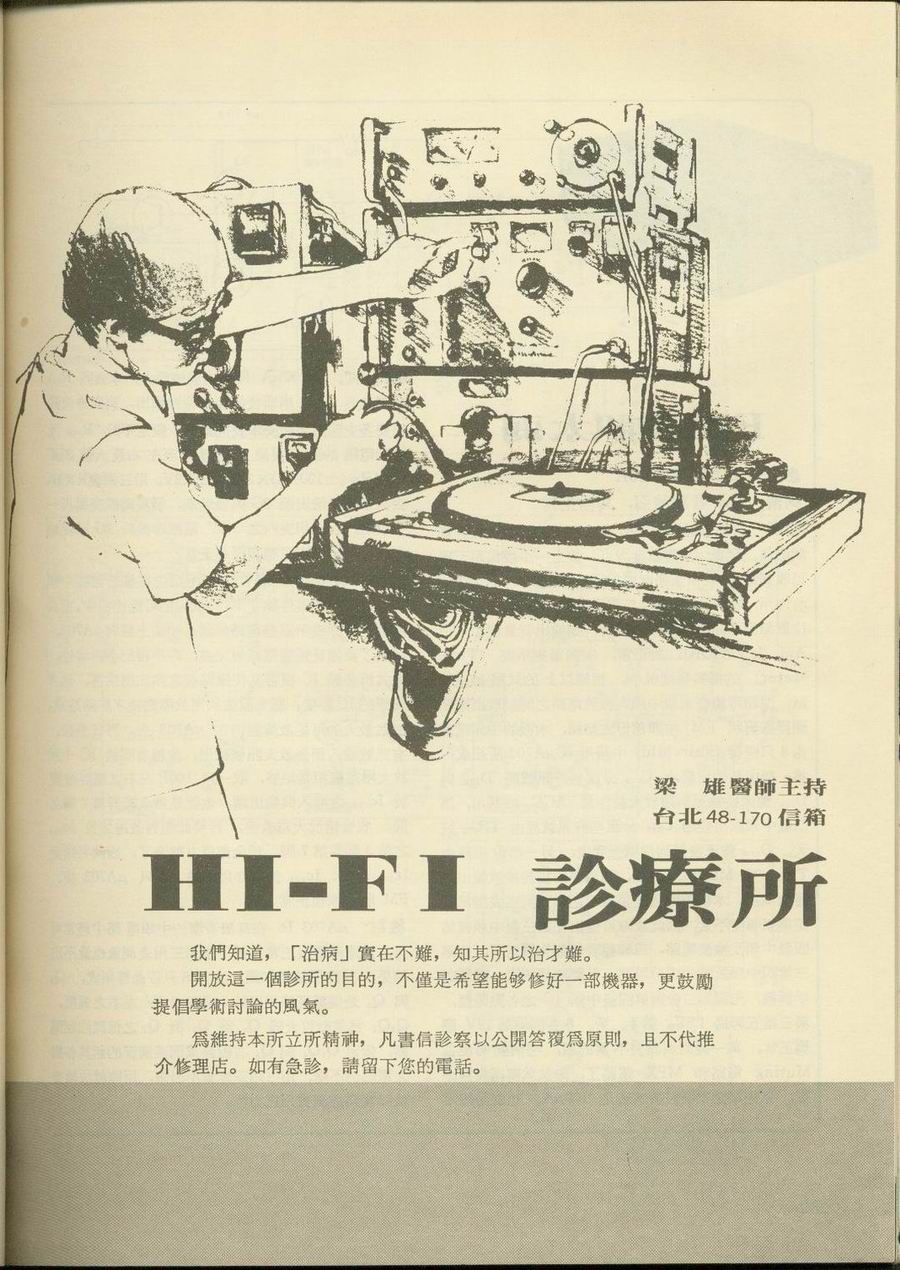 梁 雄醫師主持
台北48-170信箱
HI-FI 診療所
我們知道，「治病」實在不難，知其所以治才難。
開放這一個診所的目的，不僅是希望能够修好一部機器，更鼓勵
提倡學術討論的風氣。
爲維持本所立所精神，凡書信診察以公開答覆爲原則，且不代推
介修理店。如有急診，請留下您的電話。